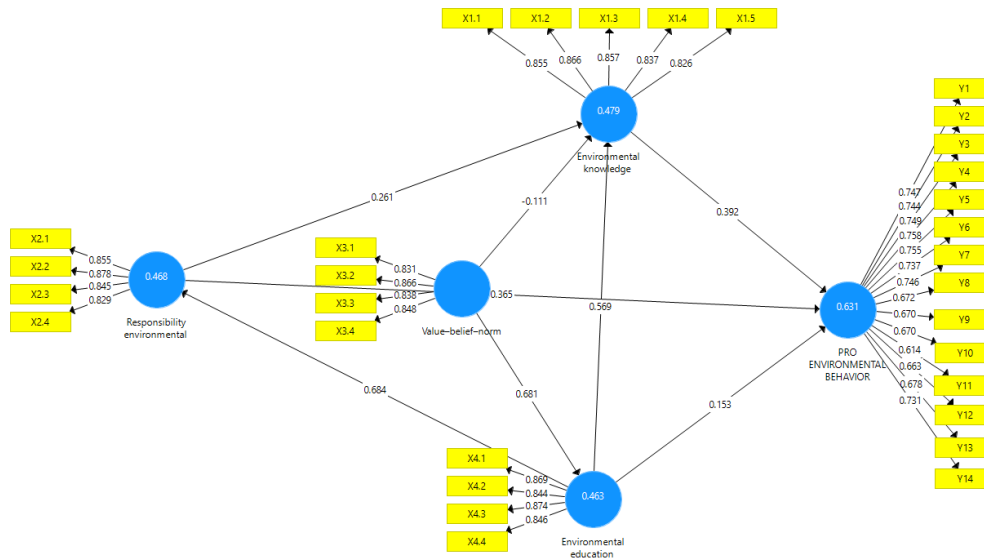 X1.1 X1.2 X1.3 X1.4 X1.5
0.855 0.866 0.857 0.837 0.826
0.479
Environmental
knowledge
0.261
-0.111
0.392
X2.1
X2.2
X2.3
X2.4
0.855
0.878
0.845
0.829
0.468
Responsibility
environmental
X3.1
X3.2
X3.3
X3.4
0.831
0.866
0.838
0.848
Value–belief–norm
0.365
0.569
0.684
0.681
0.153
X4.1
X4.2
X4.3
X4.4
0.869
0.844
0.874
0.846
0.463
Environmental
education
0.631
PRO
ENVIRONMENTAL
BEHAVIOR
0.747
0.744
0.749
0.758
0.755
0.737
0.746
0.672
0.670
0.670
0.614
0.663
0.678
0.731
Y1
Y2
Y3
Y4
Y5
Y6
Y7
Y8
Y9
Y10
Y11
Y12
Y13
Y14